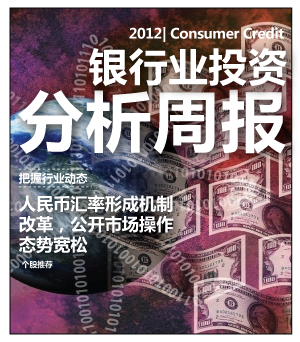 2012| Consumer Credit
银行业投资
分析周报
把握行业动态
人民币汇率形成机制
改革，公开市场操作
态势宽松
个股推荐